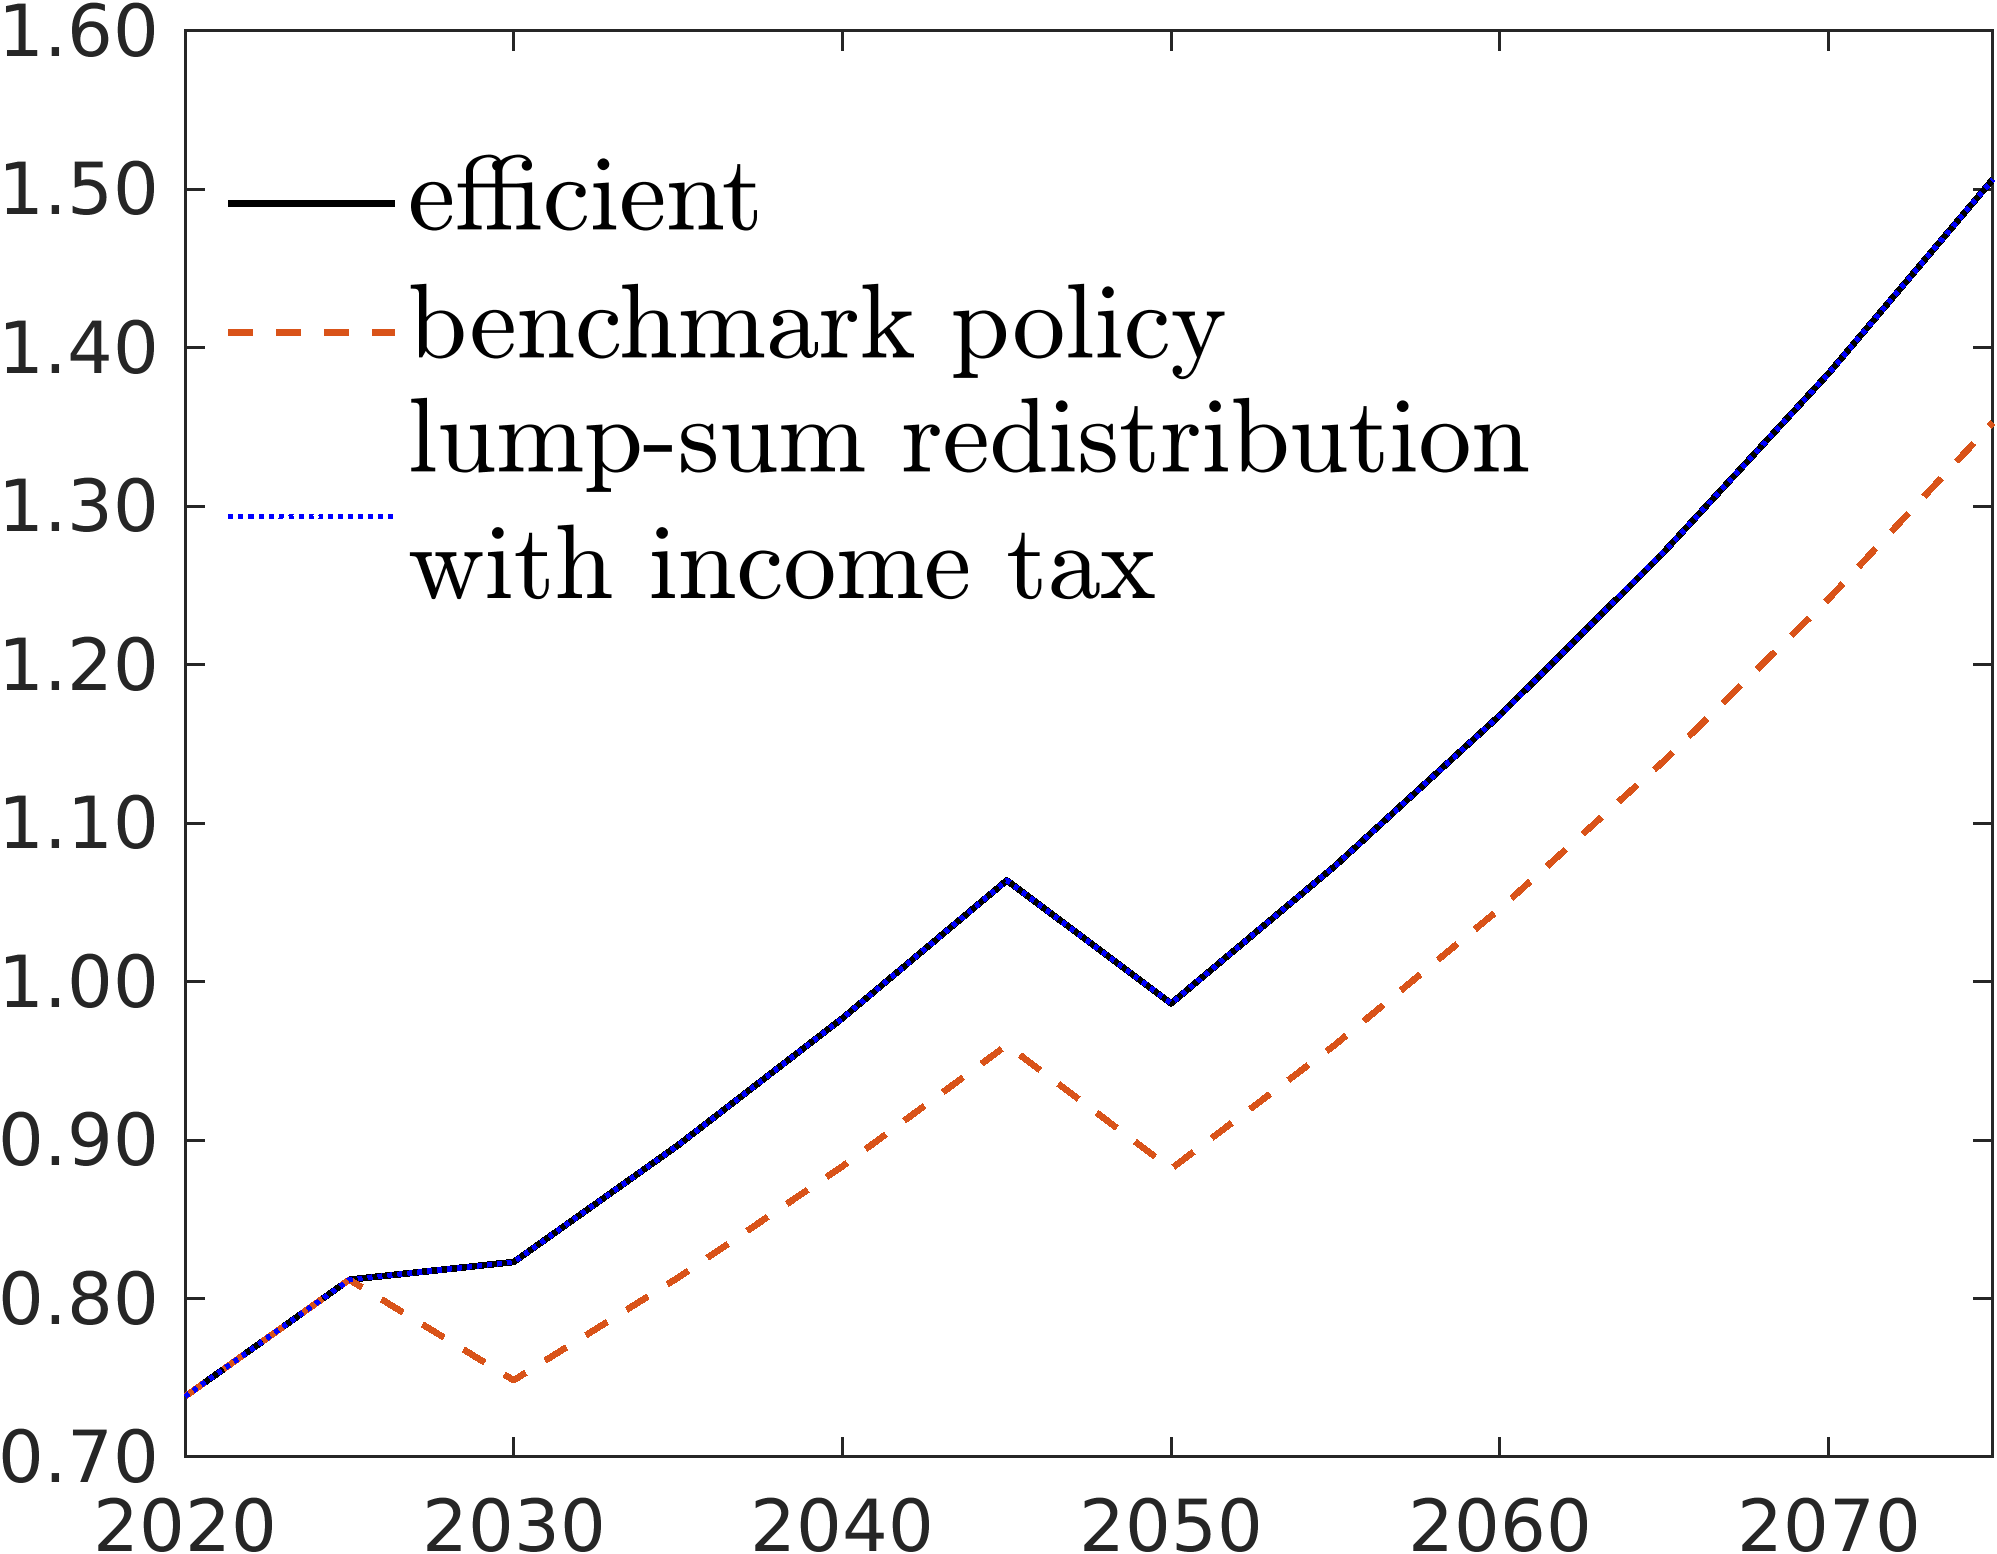 1.60
1.50
1.40
1.30
1.20
1.10
1.00
0.90
0.80
0.70
efficient
benchmark policy
lump-sum redistribution
with income tax
2020 2030 2040 2050 2060 2070